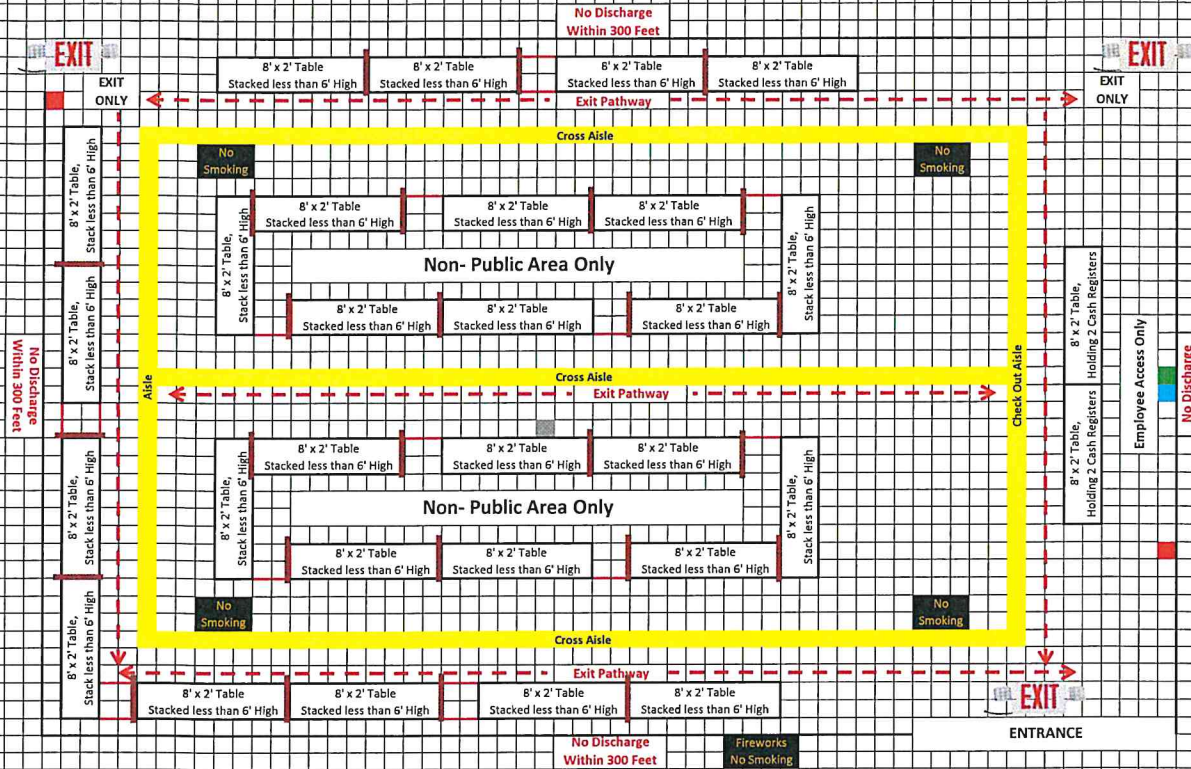 No Discharge
Within 300 Feet
EXIT
EXIT
ONLY
EXIT
EXIT
ONLY
8' x 2' Table
Stacked less than 6' High
8' x 2' Table
Stacked less than 6' High
8' x 2' Table
Stacked less than 6' High
8' x 2' Table
Stacked less than 6' High
Exit Pathway
Cross Aisle
No
Smoking
No
Smoking
8' x 2' Table,
Stack less than 6' High
8' x 2' Table,
Stack less than 6' High
8' x 2' Table,
Stack less than 6' High
8' x 2' Table,
Stack less than 6' High
No Discharge
Within 300 Feet
Aisle
8' x 2' Table,
Stack less than 6' High
8' x 2' Table
Stacked less than 6' High
8' x 2' Table
Stacked less than 6' High
8' x 2' Table
Stacked less than 6' High
8' x 2' Table,
Stack less than 6' High
Non- Public Area Only
8' x 2' Table
Stacked less than 6' High
8' x 2' Table
Stacked less than 6' High
8' x 2' Table
Stacked less than 6' High
Cross Aisle
Exit Pathway
Check Out Aisle
8' x 2' Table,
Holding 2 Cash Registers
8' x 2' Table,
Holding 2 Cash Registers
Employee Access Only
No Discharge
8' x 2' Table,
Stack less than 6' High
8' x 2' Table
Stacked less than 6' High
8' x 2' Table
Stacked less than 6' High
8' x 2' Table
Stacked less than 6' High
8' x 2' Table,
Stack less than 6' High
Non- Public Area Only
8' x 2' Table
Stacked less than 6' High
8' x 2' Table
Stacked less than 6' High
8' x 2' Table
Stacked less than 6' High
No
Smoking
No
Smoking
Cross Aisle
Exit Pathway
8' x 2' Table
Stacked less than 6' High
8' x 2' Table
Stacked less than 6' High
8' x 2' Table
Stacked less than 6' High
8' x 2' Table
Stacked less than 6' High
EXIT
ENTRANCE
No Discharge
Within 300 Feet
Fireworks
No Smoking